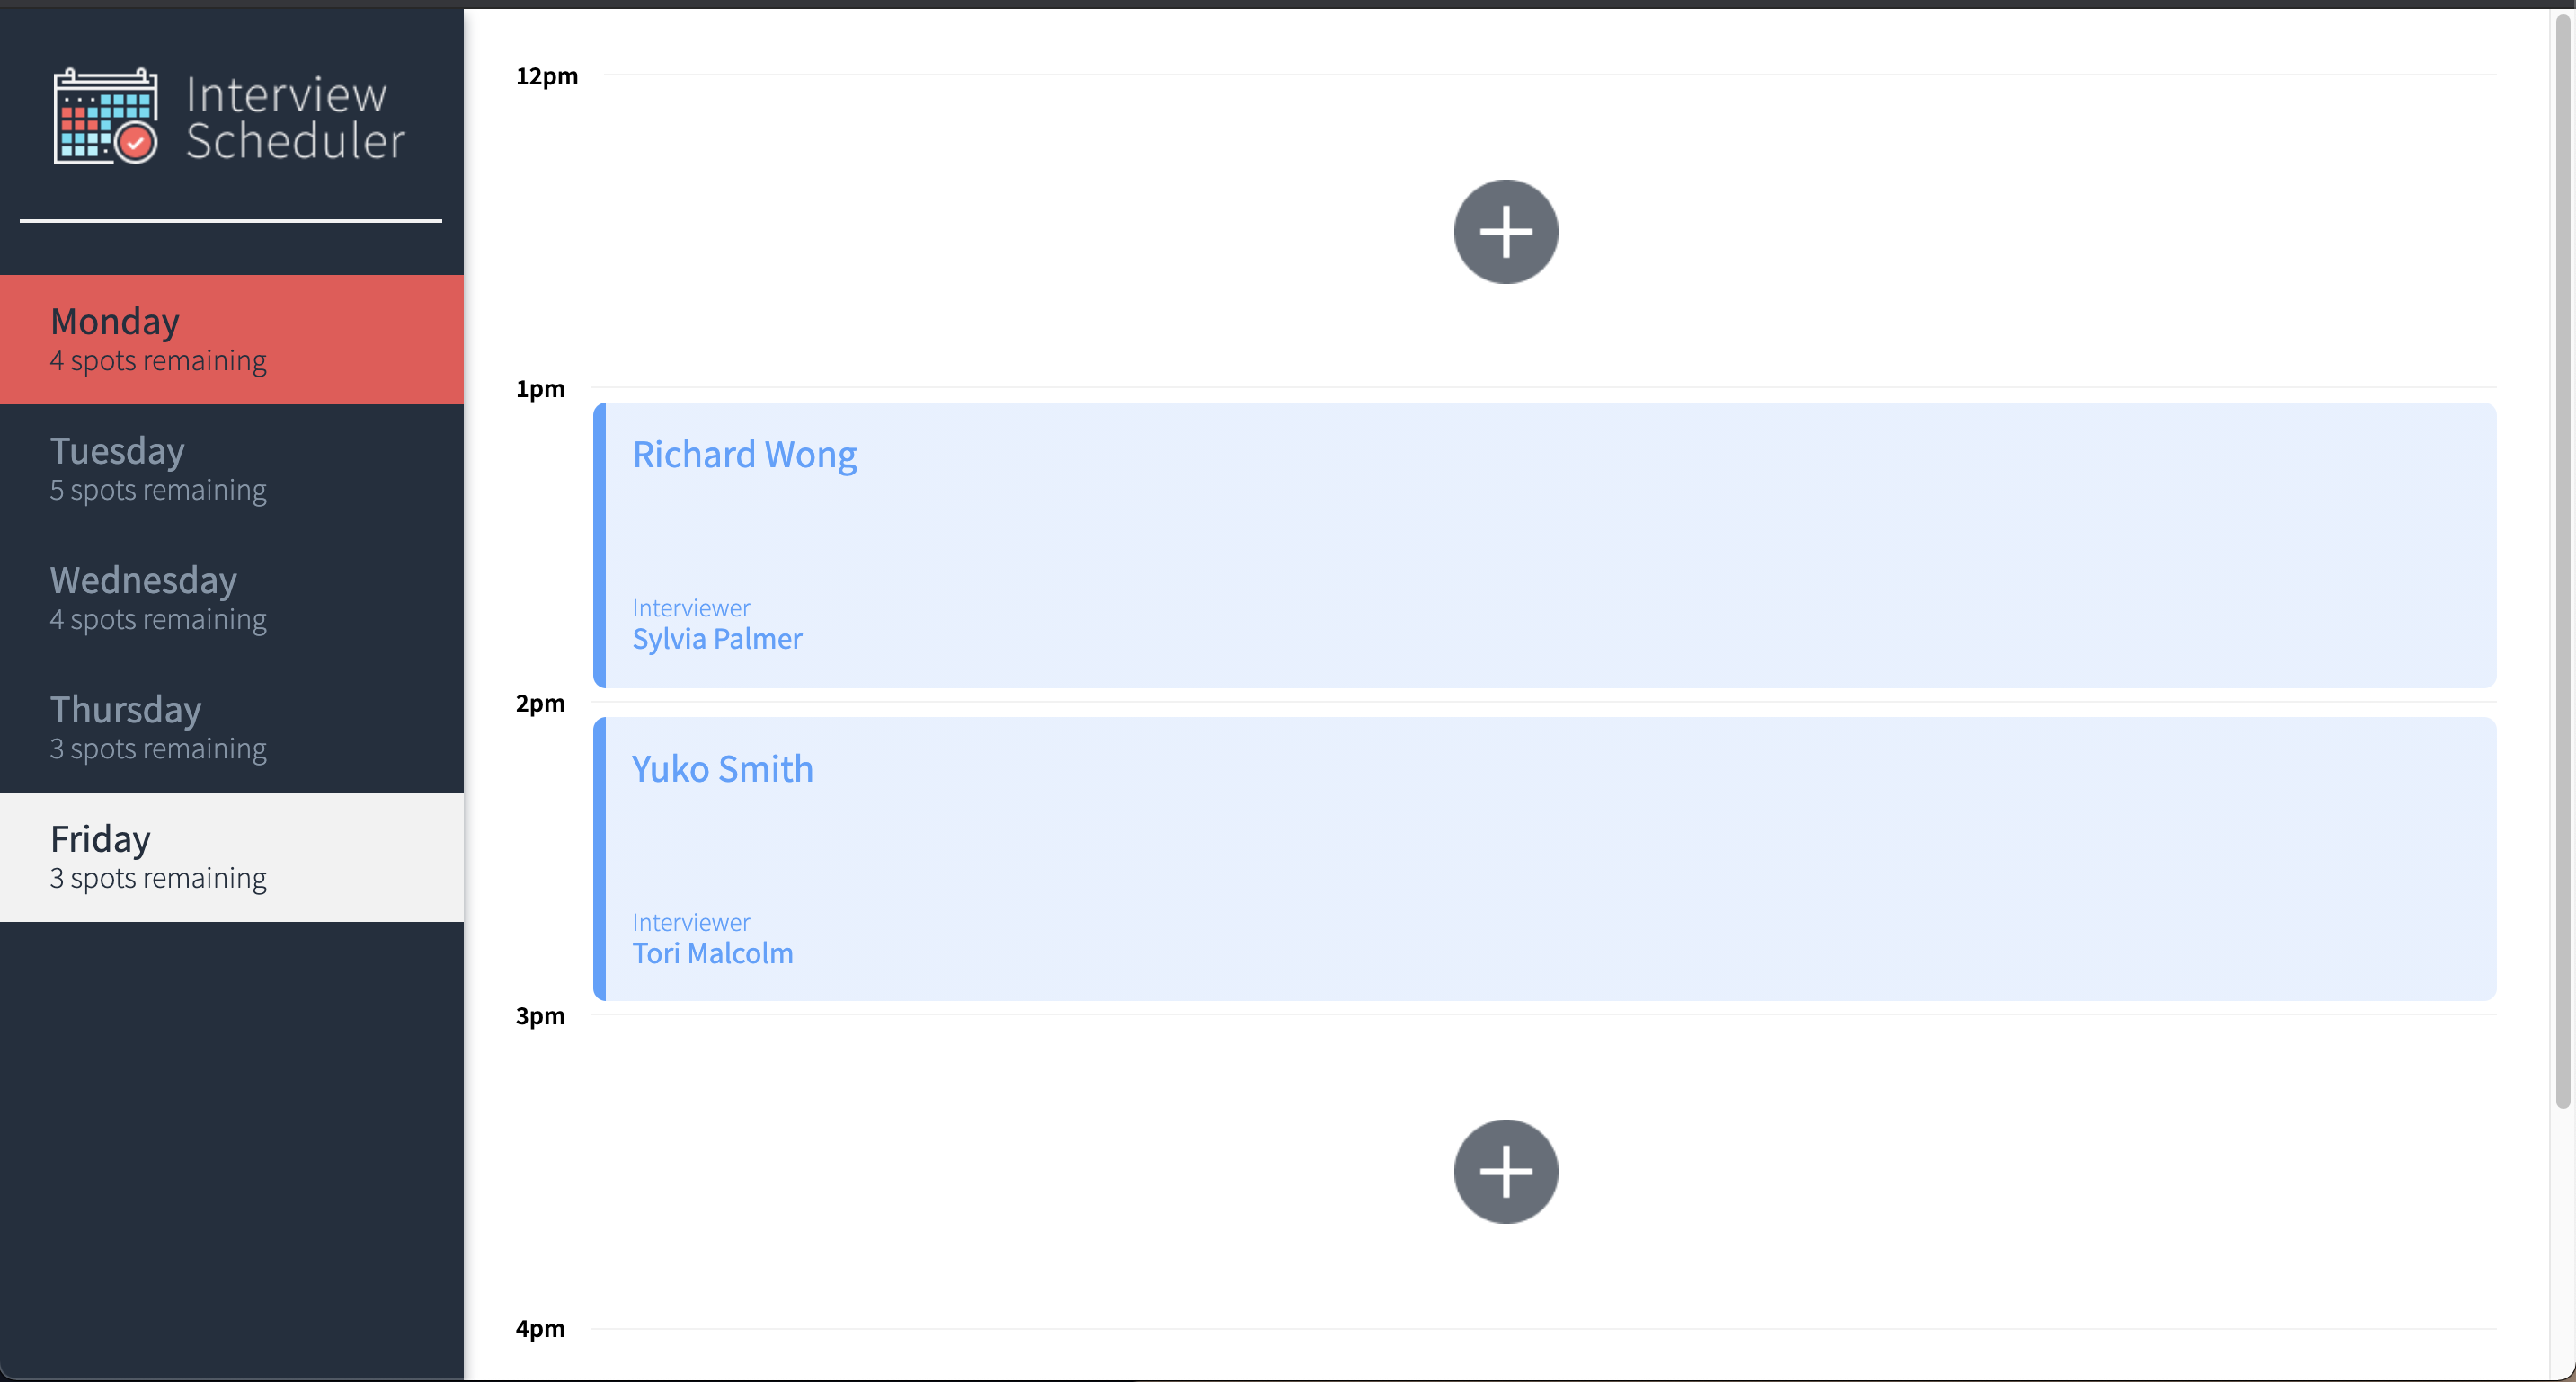 Interview
Scheduler
Monday
4 spots remaining
Tuesday
5 spots remaining
Wednesday
4 spots remaining
Thursday
3 spots remaining
Friday
3 spots remaining
12pm
1pm
Richard Wong
Interviewer
Sylvia Palmer
2pm
Yuko Smith
Interviewer
Tori Malcolm
3pm
4pm